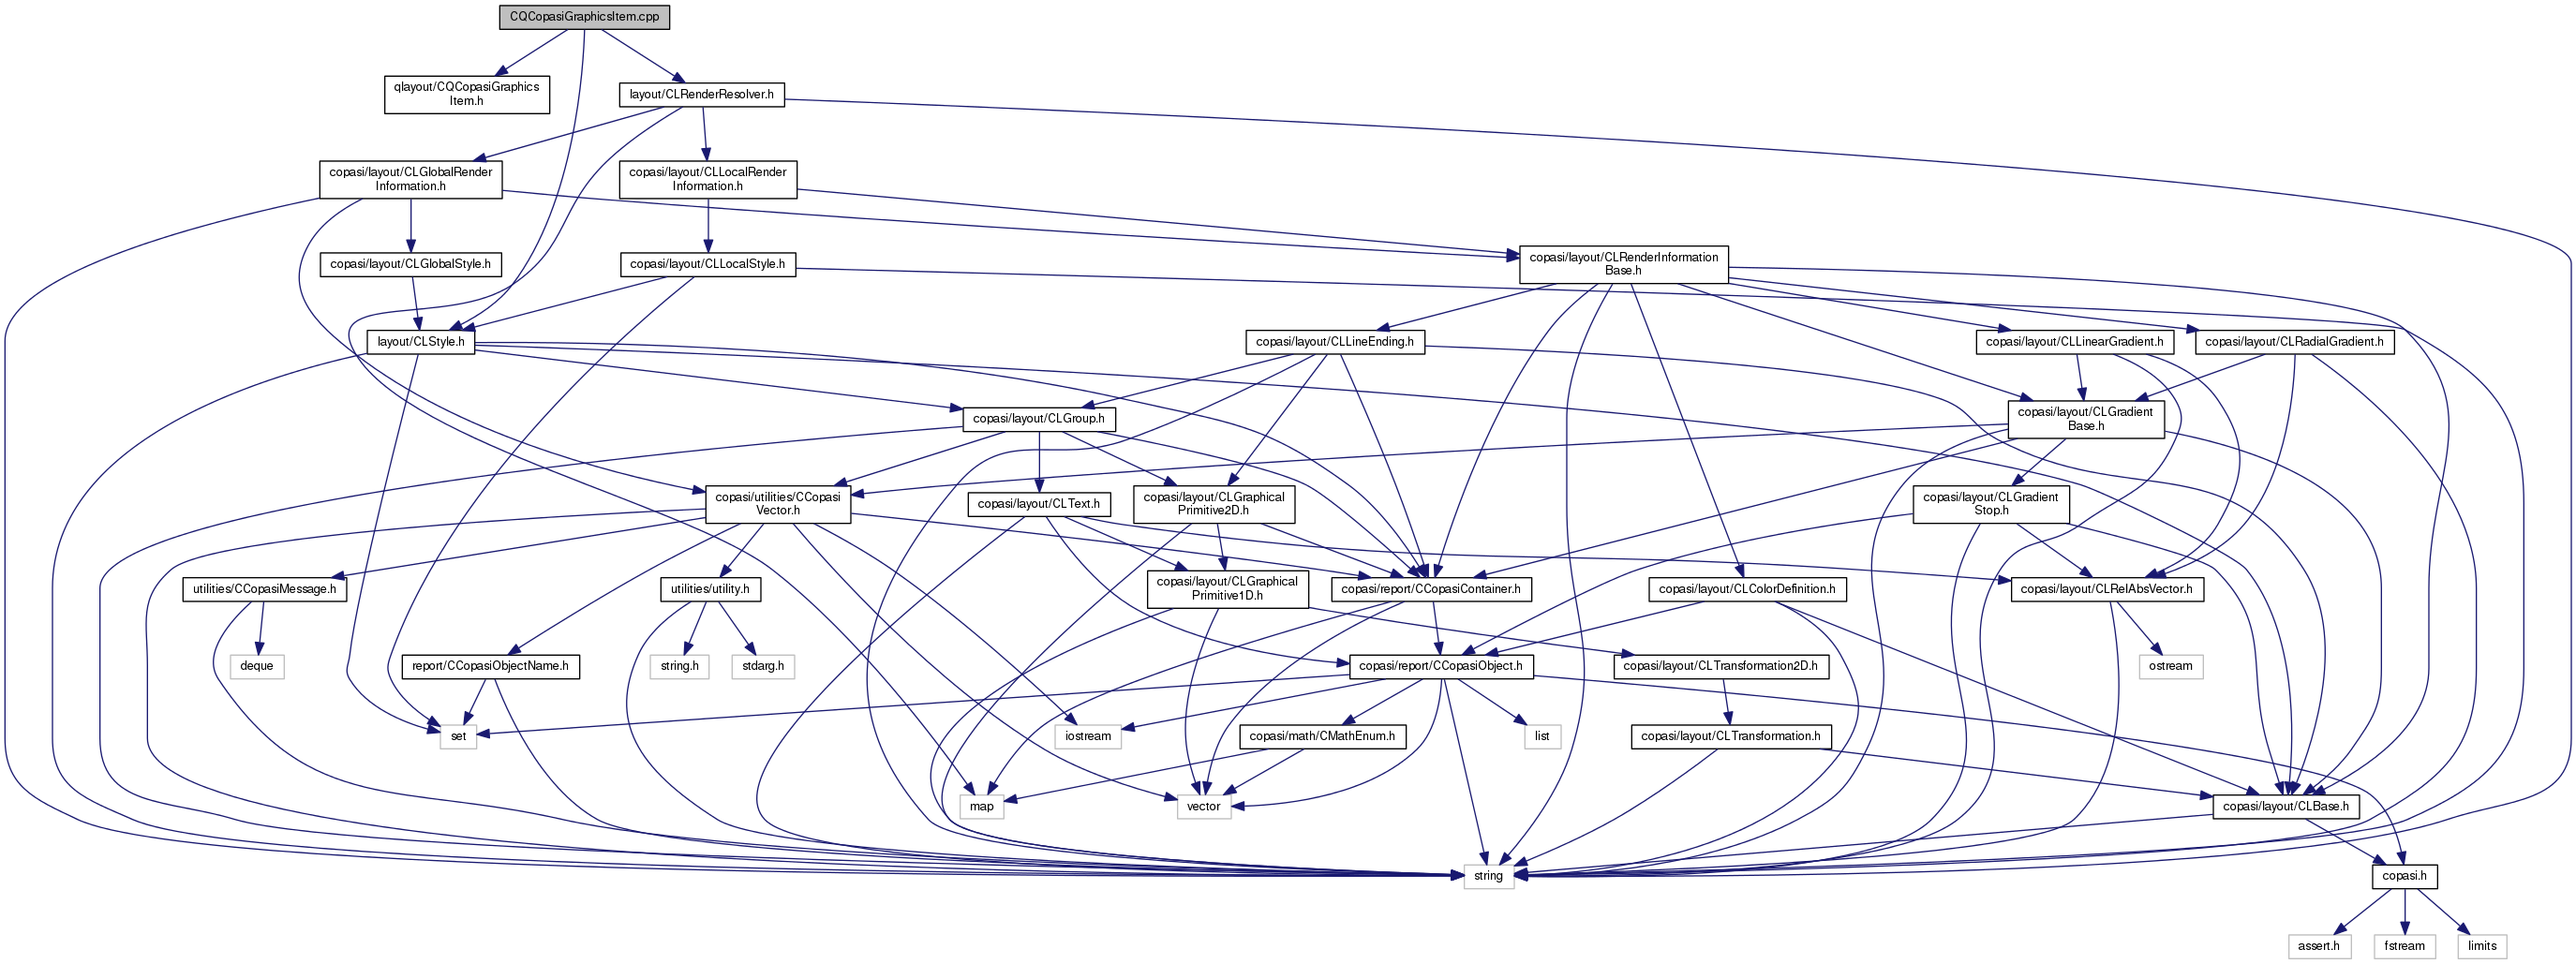 CQCopasiGraphicsItem.cpp
qlayout/CQCopasiGraphics
Item.h
layout/CLRenderResolver.h
copasi/layout/CLGlobalRender
Information.h
copasi/layout/CLLocalRender
Information.h
copasi/layout/CLGlobalStyle.h
copasi/layout/CLLocalStyle.h
copasi/layout/CLRenderInformation
Base.h
layout/CLStyle.h
copasi/layout/CLLineEnding.h
copasi/layout/CLLinearGradient.h
copasi/layout/CLRadialGradient.h
copasi/layout/CLGroup.h
copasi/layout/CLGradient
Base.h
copasi/utilities/CCopasi
Vector.h
copasi/layout/CLText.h
copasi/layout/CLGraphical
Primitive2D.h
copasi/layout/CLGradient
Stop.h
utilities/CCopasiMessage.h
utilities/utility.h
copasi/layout/CLGraphical
Primitive1D.h
copasi/report/CCopasiContainer.h
copasi/layout/CLColorDefinition.h
copasi/layout/CLRelAbsVector.h
deque
report/CCopasiObjectName.h
string.h
stdarg.h
copasi/report/CCopasiObject.h
copasi/layout/CLTransformation2D.h
ostream
set
iostream
copasi/math/CMathEnum.h
list
copasi/layout/CLTransformation.h
map
vector
copasi/layout/CLBase.h
string
copasi.h
assert.h
fstream
limits